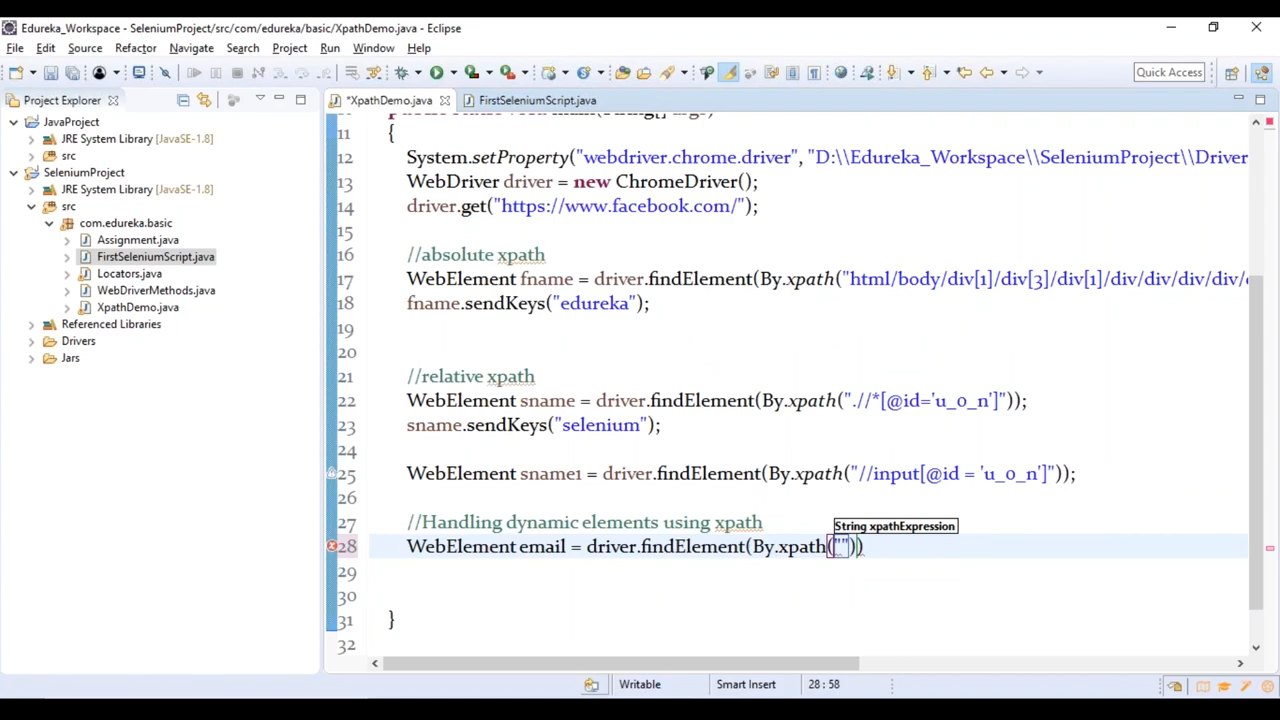 Edureka_Workspace - SeleniumProject/src/com/edureka/basic/XpathDemo.java - Eclipse
File Edit Source Refactor Navigate Search Project Run Window Help
Quick Access
Project Explorer
*XpathDemo.java
FirstSeleniumScript.java
JavaProject
JRE System Library [JavaSE-1.8]
src
SeleniumProject
JRE System Library [JavaSE-1.8]
src
com.edureka.basic
Assignment.java
FirstSeleniumScript.java
Locators.java
WebDriverMethods.java
XpathDemo.java
Referenced Libraries
Drivers
Jars
11 {
12 System.setProperty("webdriver.chrome.driver", "D:\\Edureka_Workspace\\SeleniumProject\\Driver
13 WebDriver driver = new ChromeDriver();
14 driver.get("https://www.facebook.com/");
15
16 //absolute xpath
17 WebElement fname = driver.findElement(By.xpath("html/body/div[1]/div[3]/div[1]/div/div/div/div/
18 fname.sendKeys("edureka");
19
20
21 //relative xpath
22 WebElement sname = driver.findElement(By.xpath(".//*[@id='u_0_n']"));
23 sname.sendKeys("selenium");
24
25 WebElement sname1 = driver.findElement(By.xpath("//input[@id = 'u_0_n']"));
26
27 //Handling dynamic elements using xpath
String xpathExpression
28 WebElement email = driver.findElement(By.xpath(""))
29
30
31 }
32
Writable Smart Insert 28 : 58